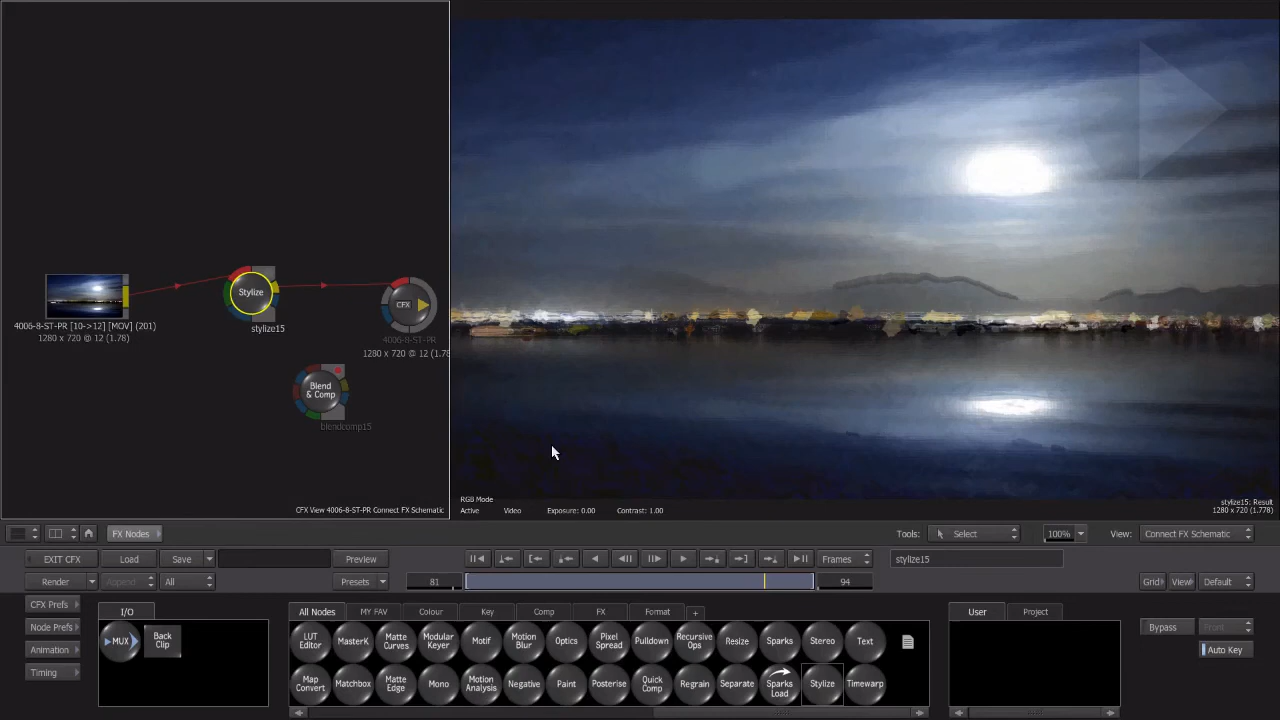 Stylize
stylize15
CFX
4006-8-ST-PR [10->12] [MOV] (201)
1280 x 720 @ 12 (1.78)
4006-8-ST-PR
1280 x 720 @ 12 (1.78
Blend
& Comp
blendcomp15
CFX View 4006-8-ST-PR Connect FX Schematic
RGB Mode
Active Video Exposure: 0.00 Contrast: 1.00
stylize15: Result
1280 x 720 (1.778)
FX Nodes Tools: Select 100% View: Connect FX Schematic
EXIT CFX Load Save Preview Frames stylize15
Render Append All Presets 81 94 Grid View Default
CFX Prefs I/O All Nodes MY FAV Colour Key Comp FX Format + User Project
Node Prefs MUX Back Clip LUT Editor MasterK Matte Curves Modular Keyer Motif Motion Blur Optics Pixel Spread Pulldown Recursive Ops Resize Sparks Stereo Text Bypass Front
Animation Auto Key
Timing Map Convert Matchbox Matte Edge Mono Motion Analysis Negative Paint Posterise Quick Comp Regrain Separate Sparks Load Stylize Timewarp